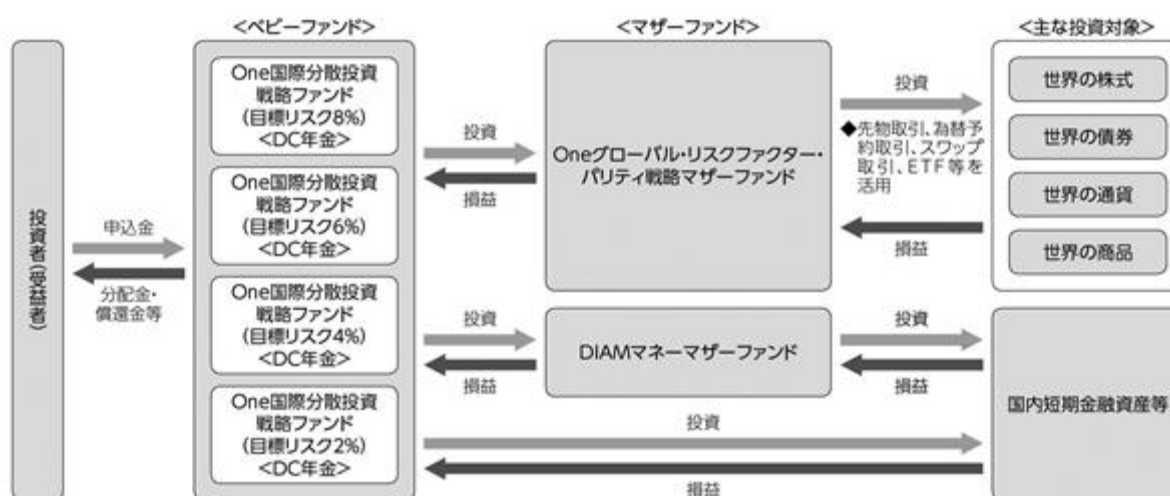 <ベビーファンド>
<マザーファンド>
<主な投資対象>
投資者(受益者)
申込金
分配金・
償還金等
One国際分散投資
戦略ファンド
(目標リスク8%)
<DC年金>
One国際分散投資
戦略ファンド
(目標リスク6%)
<DC年金>
One国際分散投資
戦略ファンド
(目標リスク4%)
<DC年金>
One国際分散投資
戦略ファンド
(目標リスク2%)
<DC年金>
投資
損益
Oneグローバル・リスクファクター・
パリティ戦略マザーファンド
投資
◆先物取引、為替予
約取引、スワップ
取引、ETF等を
活用
損益
世界の株式
世界の債券
世界の通貨
世界の商品
投資
損益
DIAMマネーマザーファンド
投資
損益
国内短期金融資産等
投資
損益